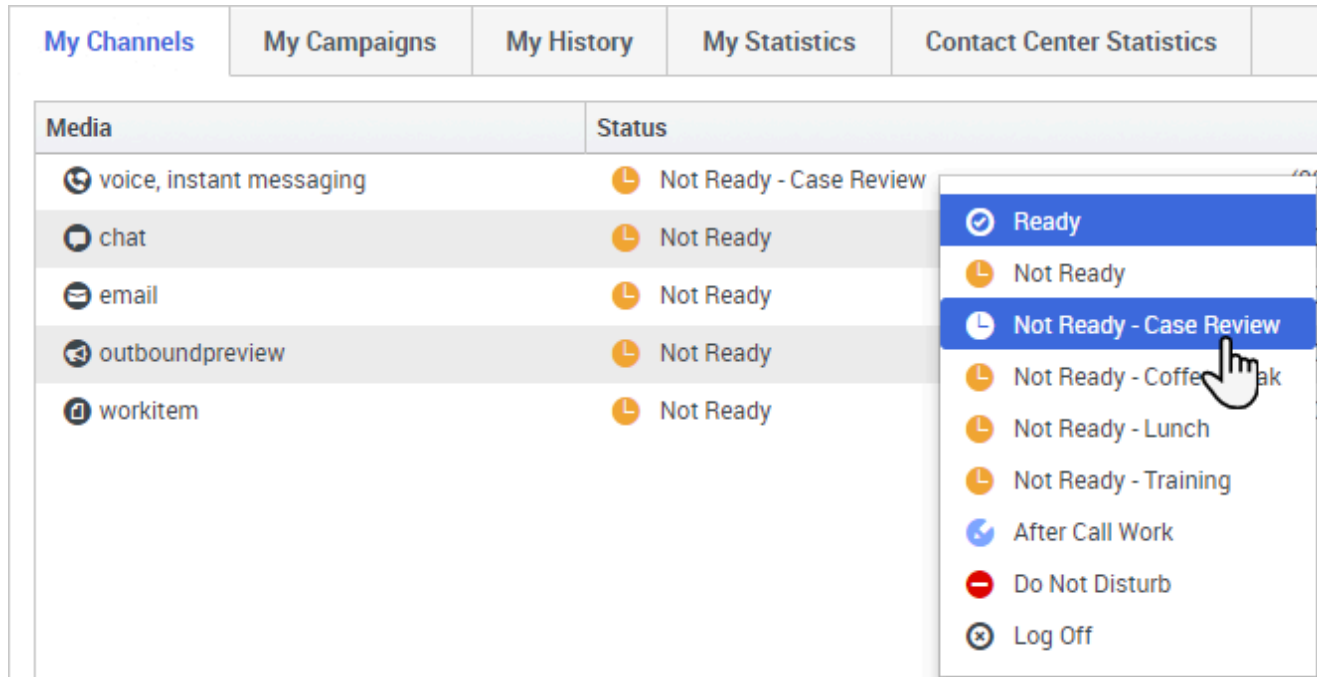 My Channels My Campaigns My History My Statistics Contact Center Statistics
Media Status
voice, instant messaging Not Ready - Case Review
chat Not Ready
email Not Ready
outboundpreview Not Ready
workitem Not Ready
Ready
Not Ready
Not Ready - Case Review
Not Ready -
Not Ready - Lunch
Not Ready - Training
After Call Work
Do Not Disturb
Log Off